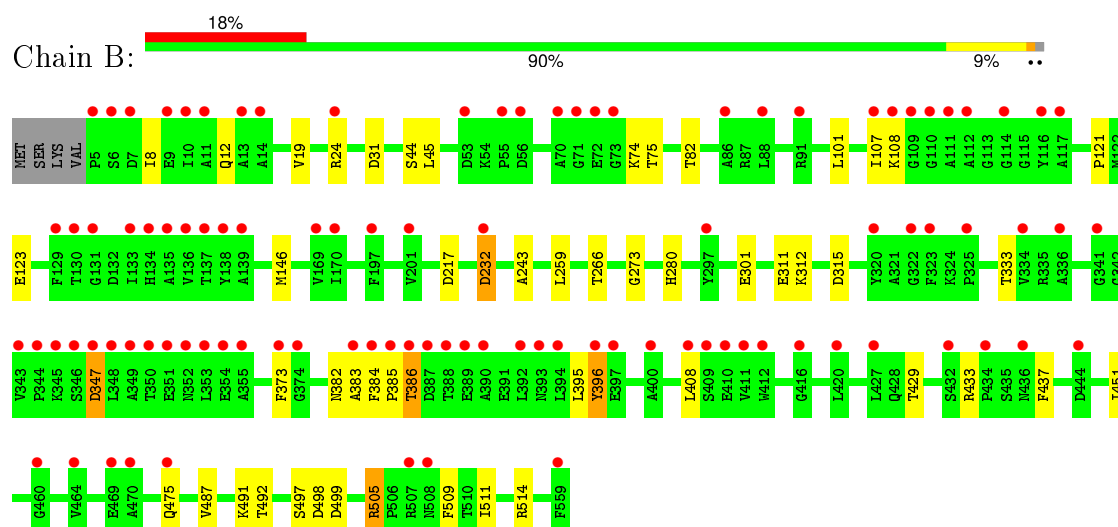 18%
Chain B:
90% 9% ••
MET SER LYS VAL P5 S6 D7 I8 E9 I10 A11 Q12 A13 A14 V19 R24 D31 S44 L45 D53 K54 P55 D56 A70 G71 E72 G73 K74 T75 T82 A86 R87 L88 R91 L101 I107 K108 G109 G110 A111 A112 G113 G114 G115 Y116 A117 P121
E123 F129 T130 G131 D132 I133 H134 A135 V136 T137 Y138 A139 M146 V169 I170 F197 V201 D217 D232 A243 L259 T266 G273 H280 Y297 E301 E311 K312 D315 Y320 A321 G322 F323 K324 P325 T333 V334 R335 A336 G341
V343 P344 K345 S346 D347 L348 A349 T350 E351 N352 L353 E354 A355 F373 G374 N382 A383 F384 P385 T386 D387 T388 E389 A390 E391 L392 N393 L394 L395 Y396 E397 A400 L408 S409 E410 V411 W412 G416 L420 L427 Q428 T429 S432 R433 P434 S435 N436 F437 D444
G460 V464 E469 A470 Q475 V487 K491 T492 S497 D498 D499 R505 P506 R507 N508 F509 T510 I511 R514 F559